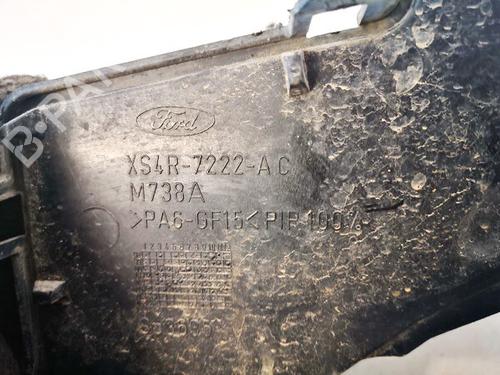 Ford
XS4R-7222-AC
M738A
>PA6-GF15< PIP 100%